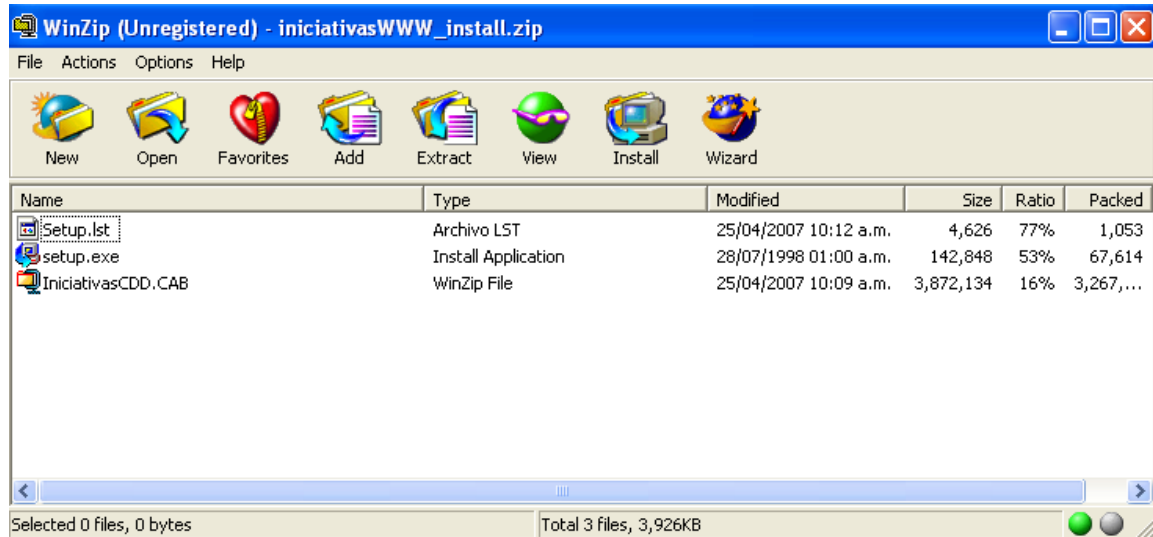 WinZip (Unregistered) - iniciativasWWW_install.zip
File Actions Options Help
New Open Favorites Add Extract View Install Wizard
Name Type Modified Size Ratio Packed
Setup.lst Archivo LST 25/04/2007 10:12 a.m. 4,626 77% 1,053
setup.exe Install Application 28/07/1998 01:00 a.m. 142,848 53% 67,614
IniciativasCDD.CAB WinZip File 25/04/2007 10:09 a.m. 3,872,134 16% 3,267,...
Selected 0 files, 0 bytes Total 3 files, 3,926KB